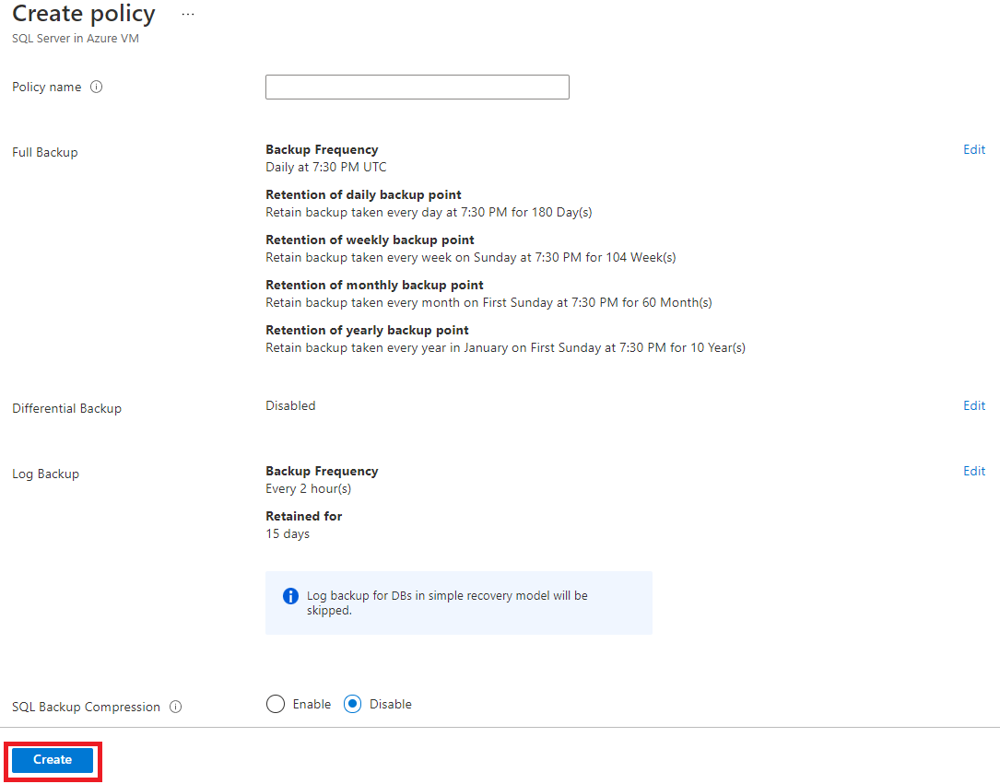 Create policy ...
SQL Server in Azure VM
Policy name
Full Backup
Backup Frequency
Edit
Daily at 7:30 PM UTC
Retention of daily backup point
Retain backup taken every day at 7:30 PM for 180 Day(s)
Retention of weekly backup point
Retain backup taken every week on Sunday at 7:30 PM for 104 Week(s)
Retention of monthly backup point
Retain backup taken every month on First Sunday at 7:30 PM for 60 Month(s)
Retention of yearly backup point
Retain backup taken every year in January on First Sunday at 7:30 PM for 10 Year(s)
Differential Backup
Disabled
Edit
Log Backup
Backup Frequency
Edit
Every 2 hour(s)
Retained for
15 days
Log backup for DBs in simple recovery model will be
skipped.
SQL Backup Compression
Enable
Disable
Create